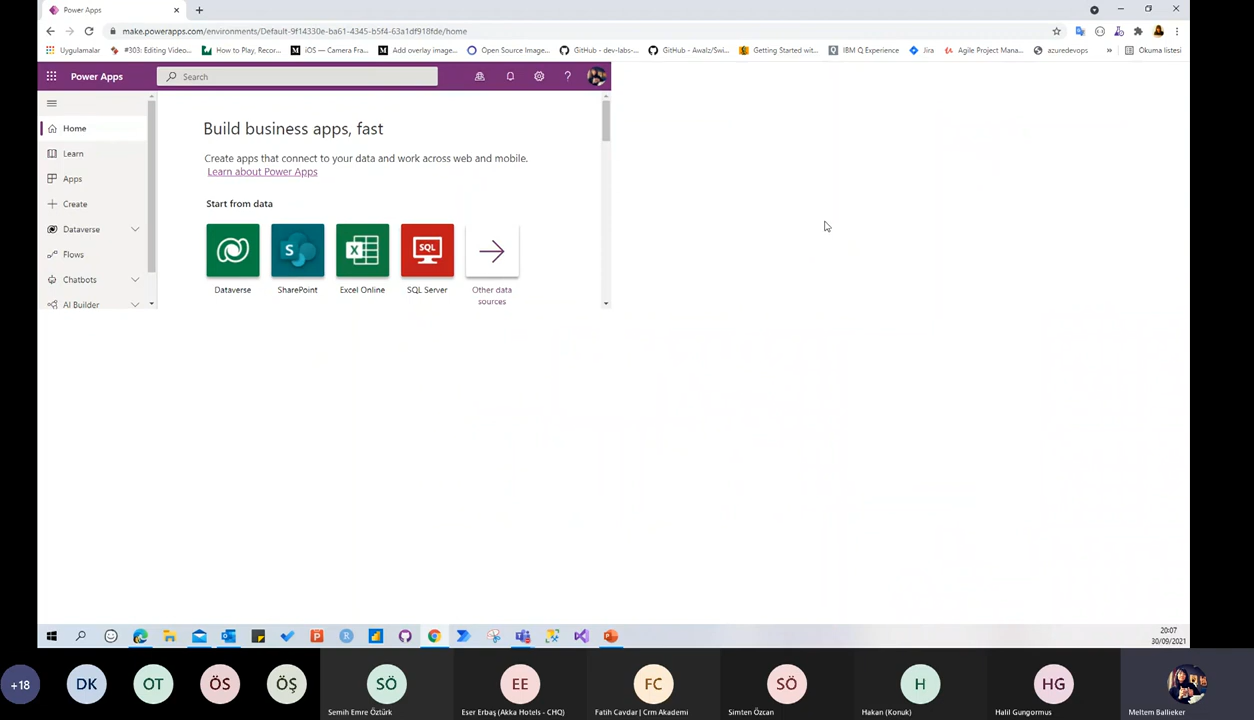 Power Apps
make.powerapps.com/environments/Default-9f14330e-ba61-4345-b5f4-63a1df918fde/home
Uygulamalar
#303: Editing Video...
How to Play, Recor...
iOS — Camera Fra...
Add overlay image...
Open Source Image...
GitHub - dev-labs-...
GitHub - Awalz/Swi...
Getting Started wit...
IBM Q Experience
Jira
Agile Project Mana...
azuredevops
»
Okuma listesi
Power Apps
Search
Home
Learn
Apps
Create
Dataverse
Flows
Chatbots
AI Builder
Build business apps, fast
Create apps that connect to your data and work across web and mobile.
Learn about Power Apps
Start from data
S
SQL
Dataverse
SharePoint
Excel Online
SQL Server
Other data
sources
20:07
30/09/2021
+18
DK
OT
ÖS
ÖŞ
SÖ
EE
FC
SÖ
H
HG
Semih Emre Öztürk
Eser Erbaş (Akka Hotels - CHQ)
Fatih Cavdar | Crm Akademi
Simten Özcan
Hakan (Konuk)
Halil Gungormus
Meltem Ballieker